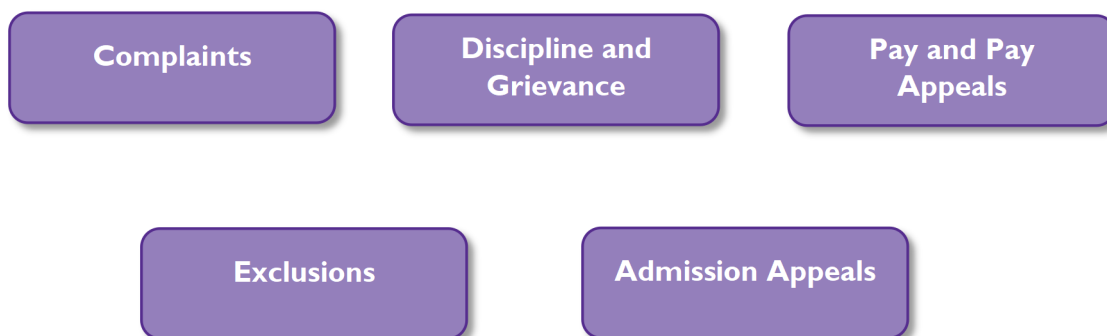 Complaints
Discipline and
Grievance
Pay and Pay
Appeals
Exclusions
Admission Appeals